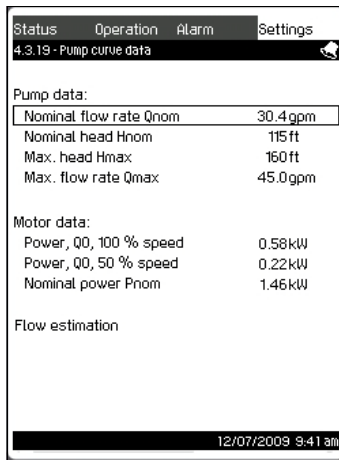 Status Operation Alarm Settings
4.3.19 - Pump curve data
Pump data:
Nominal flow rate Qnom 30.4gpm
Nominal head Hnom 115ft
Max. head Hmax 160ft
Max. flow rate Qmax 45.0gpm
Motor data:
Power, Q0, 100 % speed 0.58kW
Power, Q0, 50 % speed 0.22kW
Nominal power Pnom 1.46kW
Flow estimation
12/07/2009 9:41 am